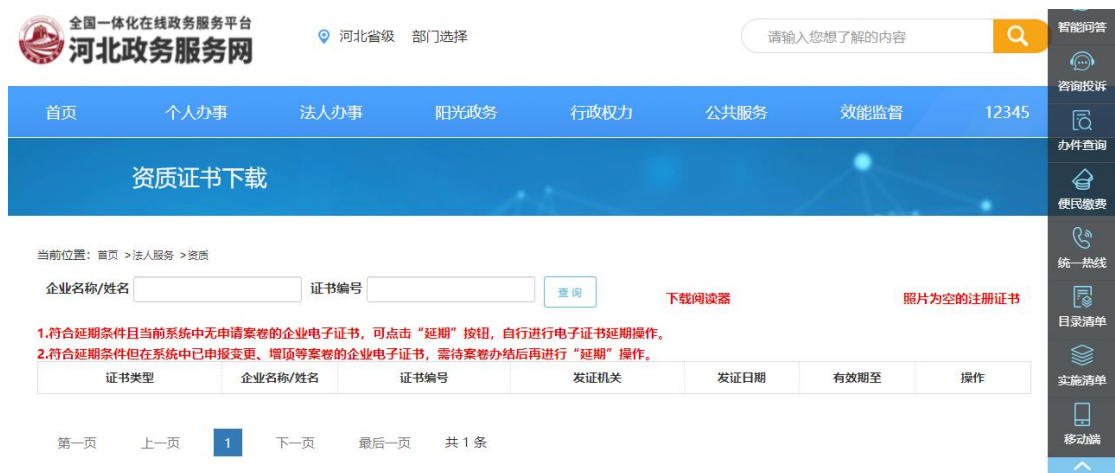 全国一体化在线政务服务平台
河北政务服务网
河北省级 部门选择
请输入您想了解的内容
首页 个人办事 法人办事 阳光政务 行政权力 公共服务 效能监督 12345
资质证书下载
当前位置：首页 >法人服务 >资质
企业名称/姓名 证书编号 查询 下载阅读器 照片为空的注册证书
1.符合延期条件且当前系统中无申请案卷的企业电子证书，可点击“延期”按钮，自行进行电子证书延期操作。
2.符合延期条件但在系统中已申报变更、增项等案卷的企业电子证书，需待案卷办结后再进行“延期”操作。
证书类型 企业名称/姓名 证书编号 发证机关 发证日期 有效期至 操作
第一页 上一页 1 下一页 最后一页 共 1 条
智能问答
咨询投诉
办件查询
便民缴费
统一热线
目录清单
实施清单
移动端